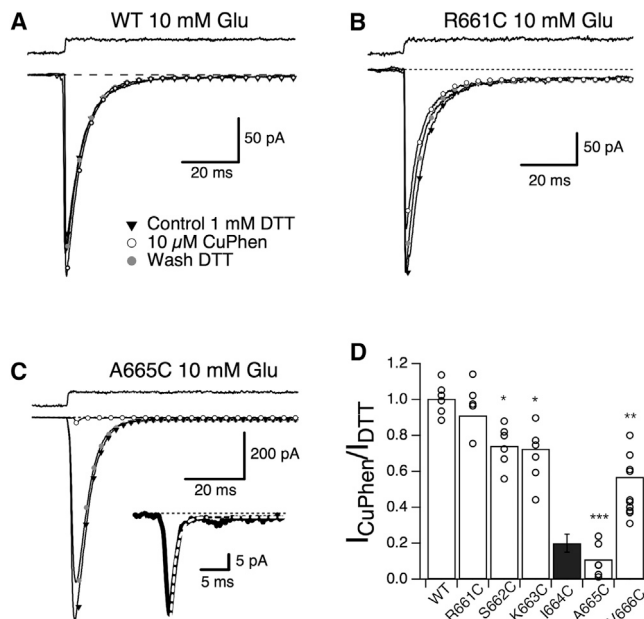 A
WT 10 mM Glu
50 pA
20 ms
Control 1 mM DTT
10 µM CuPhen
Wash DTT
B
R661C 10 mM Glu
50 pA
20 ms
C
A665C 10 mM Glu
200 pA
20 ms
5 pA
5 ms
D
I_CuPhen/I_DTT
1.2
1.0
0.8
0.6
0.4
0.2
0.0
*
*
***
**
WT
R661C
S662C
K663C
I664C
A665C
V666C